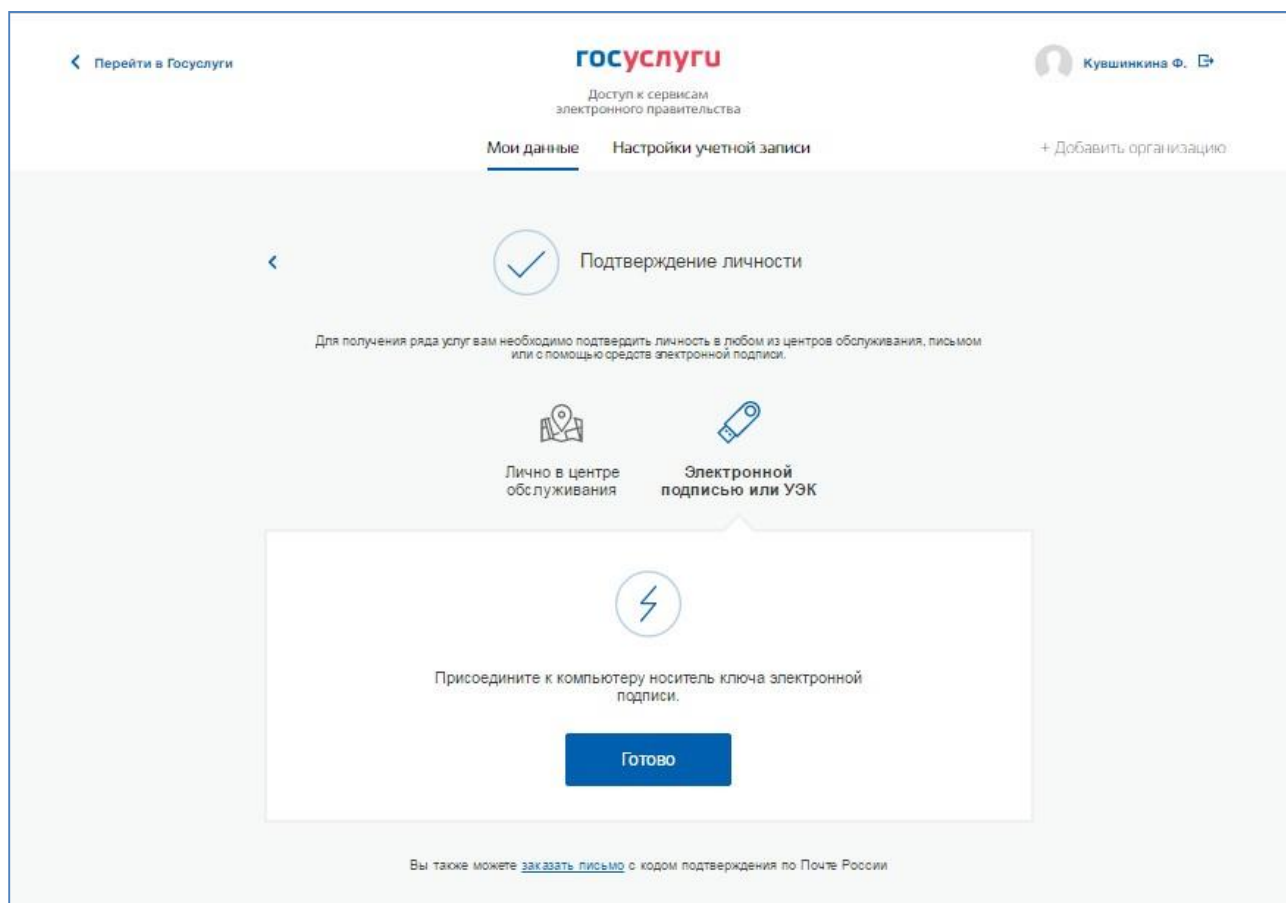 Перейти в Госуслуги
госуслуги
Кувшинкина Ф.
Доступ к сервисам
электронного правительства
Мои данные
Настройки учетной записи
+ Добавить организацию
Подтверждение личности
Для получения ряда услуг вам необходимо подтвердить личность в любом из центров обслуживания, письмом
или с помощью средств электронной подписи.
Лично в центре
обслуживания
Электронной
подписью или УЭК
Присоедините к компьютеру носитель ключа электронной
подписи.
Готово
Вы также можете заказать письмо с кодом подтверждения по Почте России